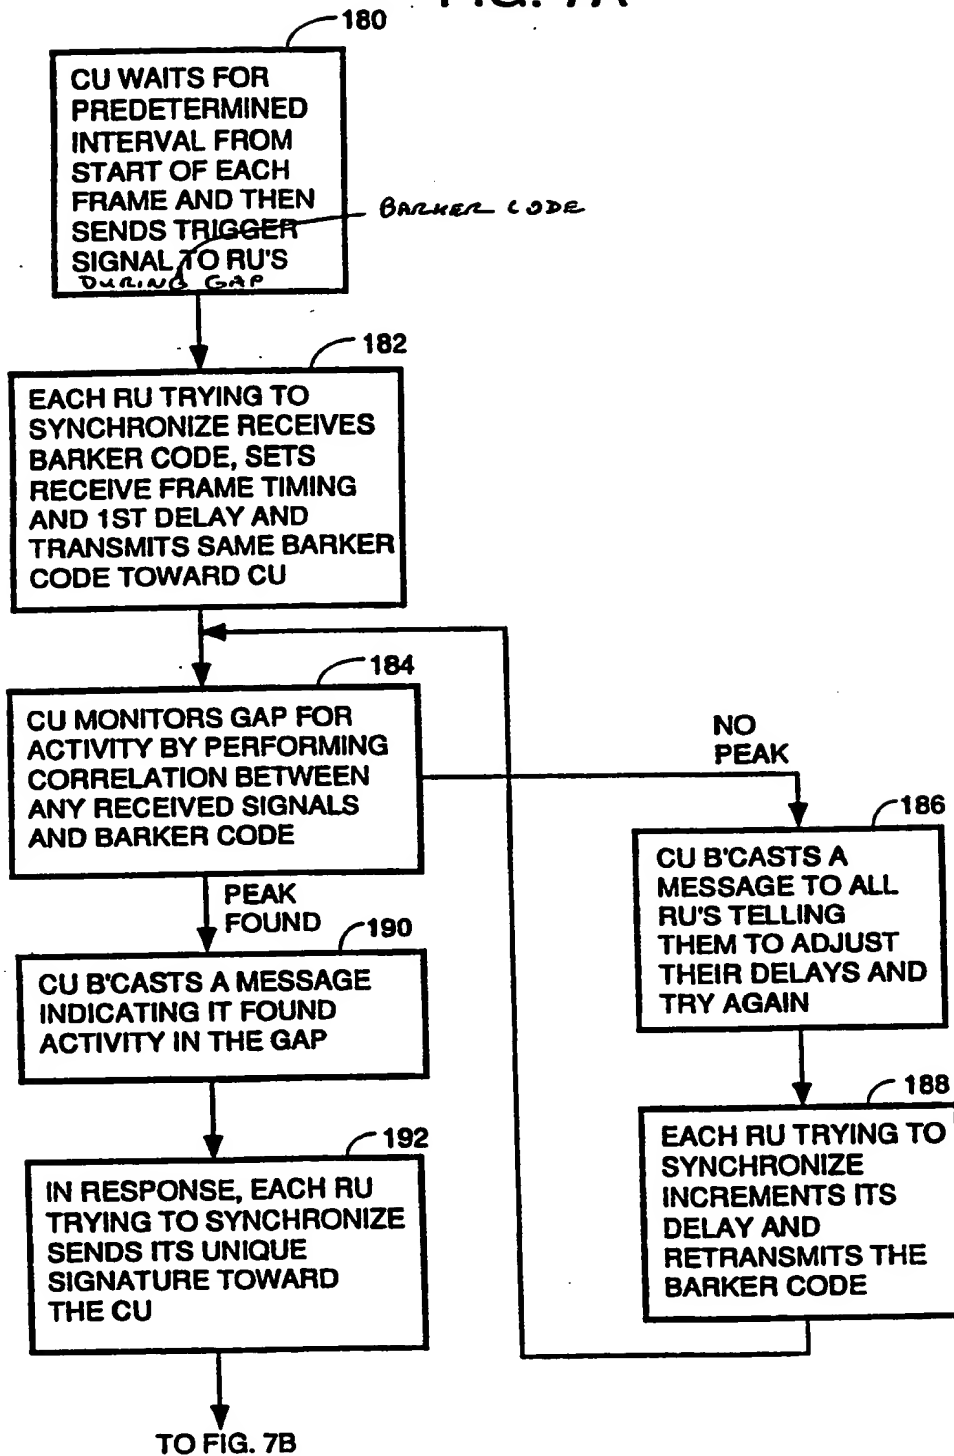 FIG. 7A
180
CU WAITS FOR
PREDETERMINED
INTERVAL FROM
START OF EACH
FRAME AND THEN
SENDS TRIGGER
SIGNAL TO RU'S
DURING GAP
BARKER CODE
182
EACH RU TRYING TO
SYNCHRONIZE RECEIVES
BARKER CODE, SETS
RECEIVE FRAME TIMING
AND 1ST DELAY AND
TRANSMITS SAME BARKER
CODE TOWARD CU
184
CU MONITORS GAP FOR
ACTIVITY BY PERFORMING
CORRELATION BETWEEN
ANY RECEIVED SIGNALS
AND BARKER CODE
NO
PEAK
186
CU B'CASTS A
MESSAGE TO ALL
RU'S TELLING
THEM TO ADJUST
THEIR DELAYS AND
TRY AGAIN
188
EACH RU TRYING TO
SYNCHRONIZE
INCREMENTS ITS
DELAY AND
RETRANSMITS THE
BARKER CODE
PEAK
FOUND
190
CU B'CASTS A MESSAGE
INDICATING IT FOUND
ACTIVITY IN THE GAP
192
IN RESPONSE, EACH RU
TRYING TO SYNCHRONIZE
SENDS ITS UNIQUE
SIGNATURE TOWARD
THE CU
TO FIG. 7B